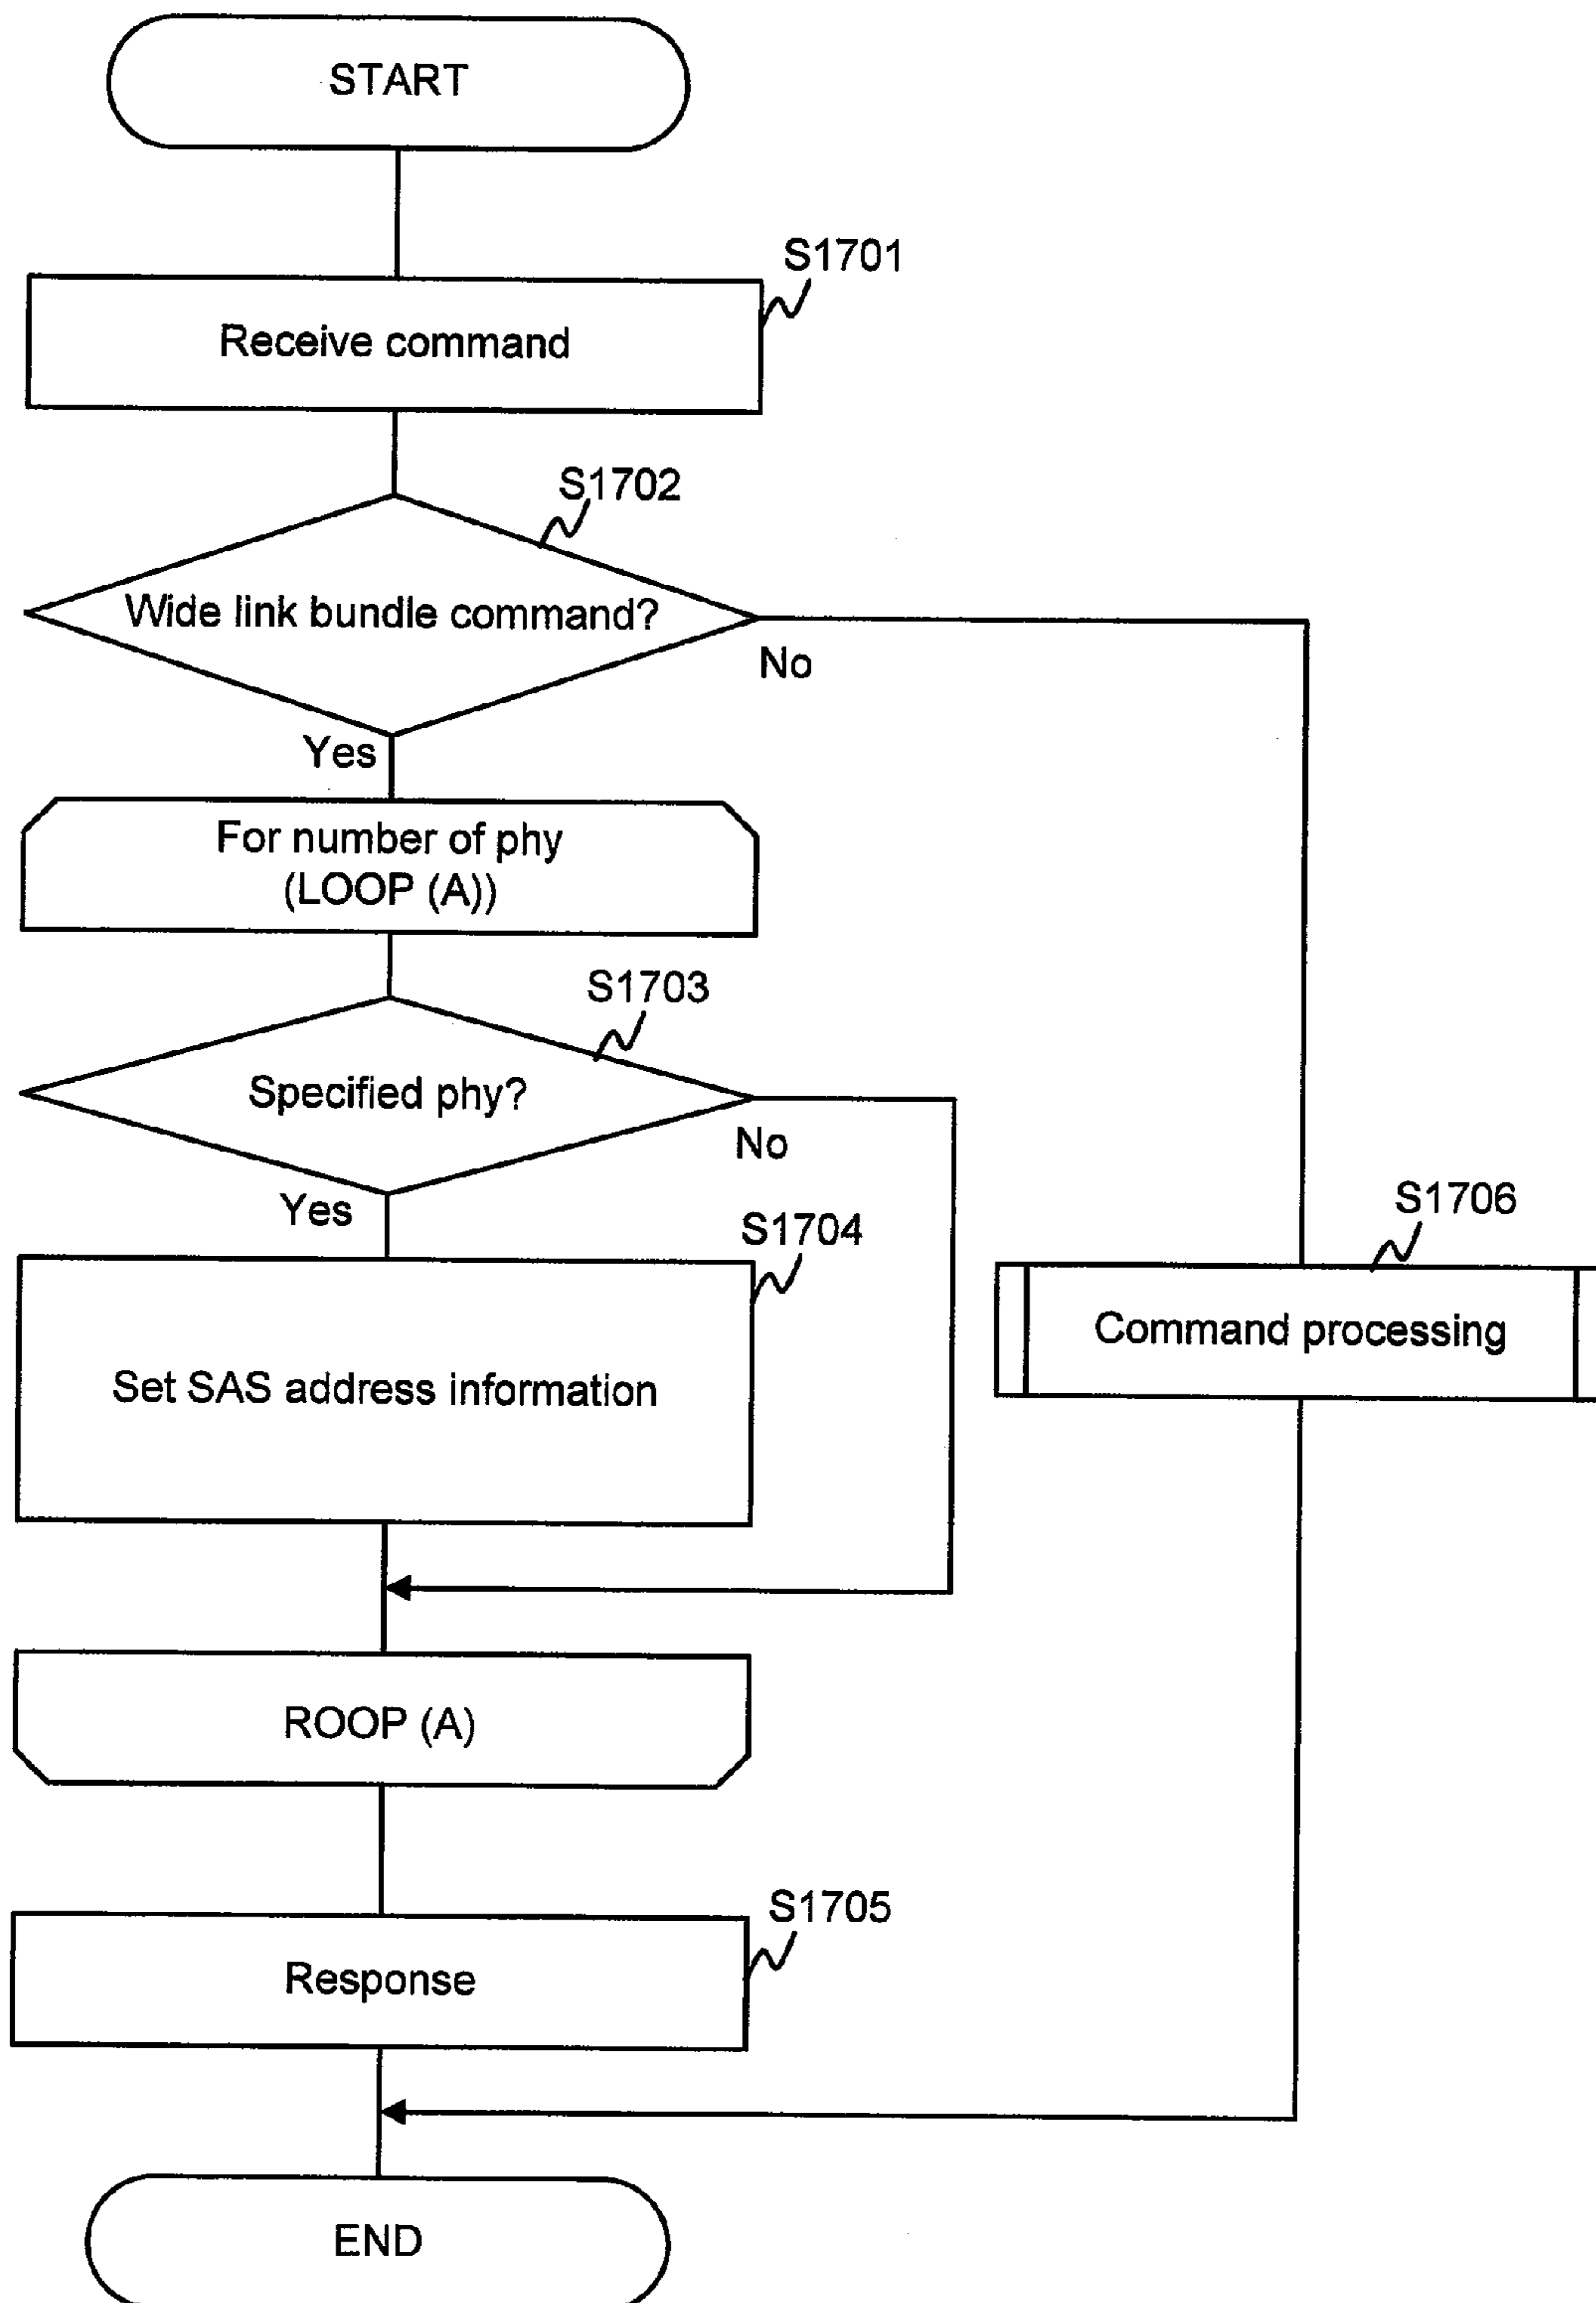 START
S1701
Receive command
S1702
Wide link bundle command?
No
Yes
For number of phy
(LOOP (A))
S1703
Specified phy?
No
Yes
S1704
Set SAS address information
S1706
Command processing
ROOP (A)
S1705
Response
END